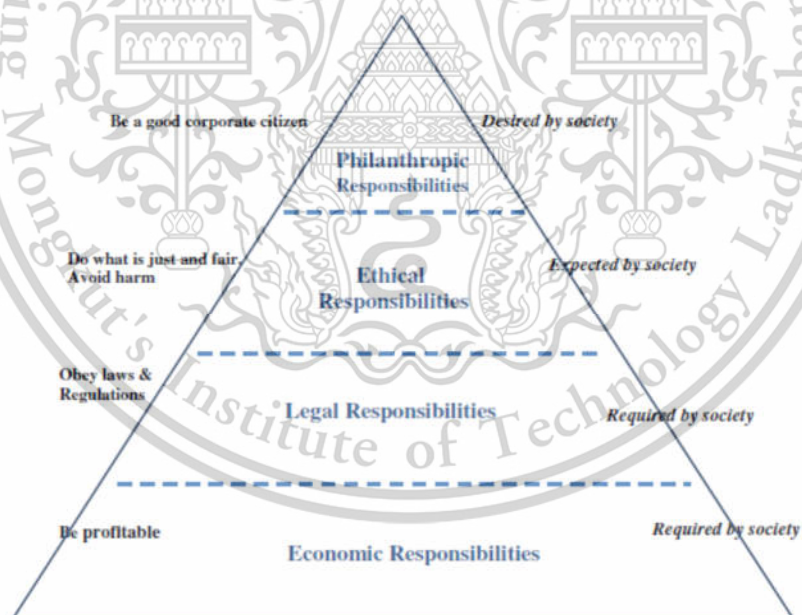 Be a good corporate citizen
Desired by society
Philanthropic
Responsibilities
Do what is just and fair,
Avoid harm
Expected by society
Ethical
Responsibilities
Obey laws &
Regulations
Legal Responsibilities
Required by society
Be profitable
Required by society
Economic Responsibilities
Mongkut's Institute of Technology Ladkrabang